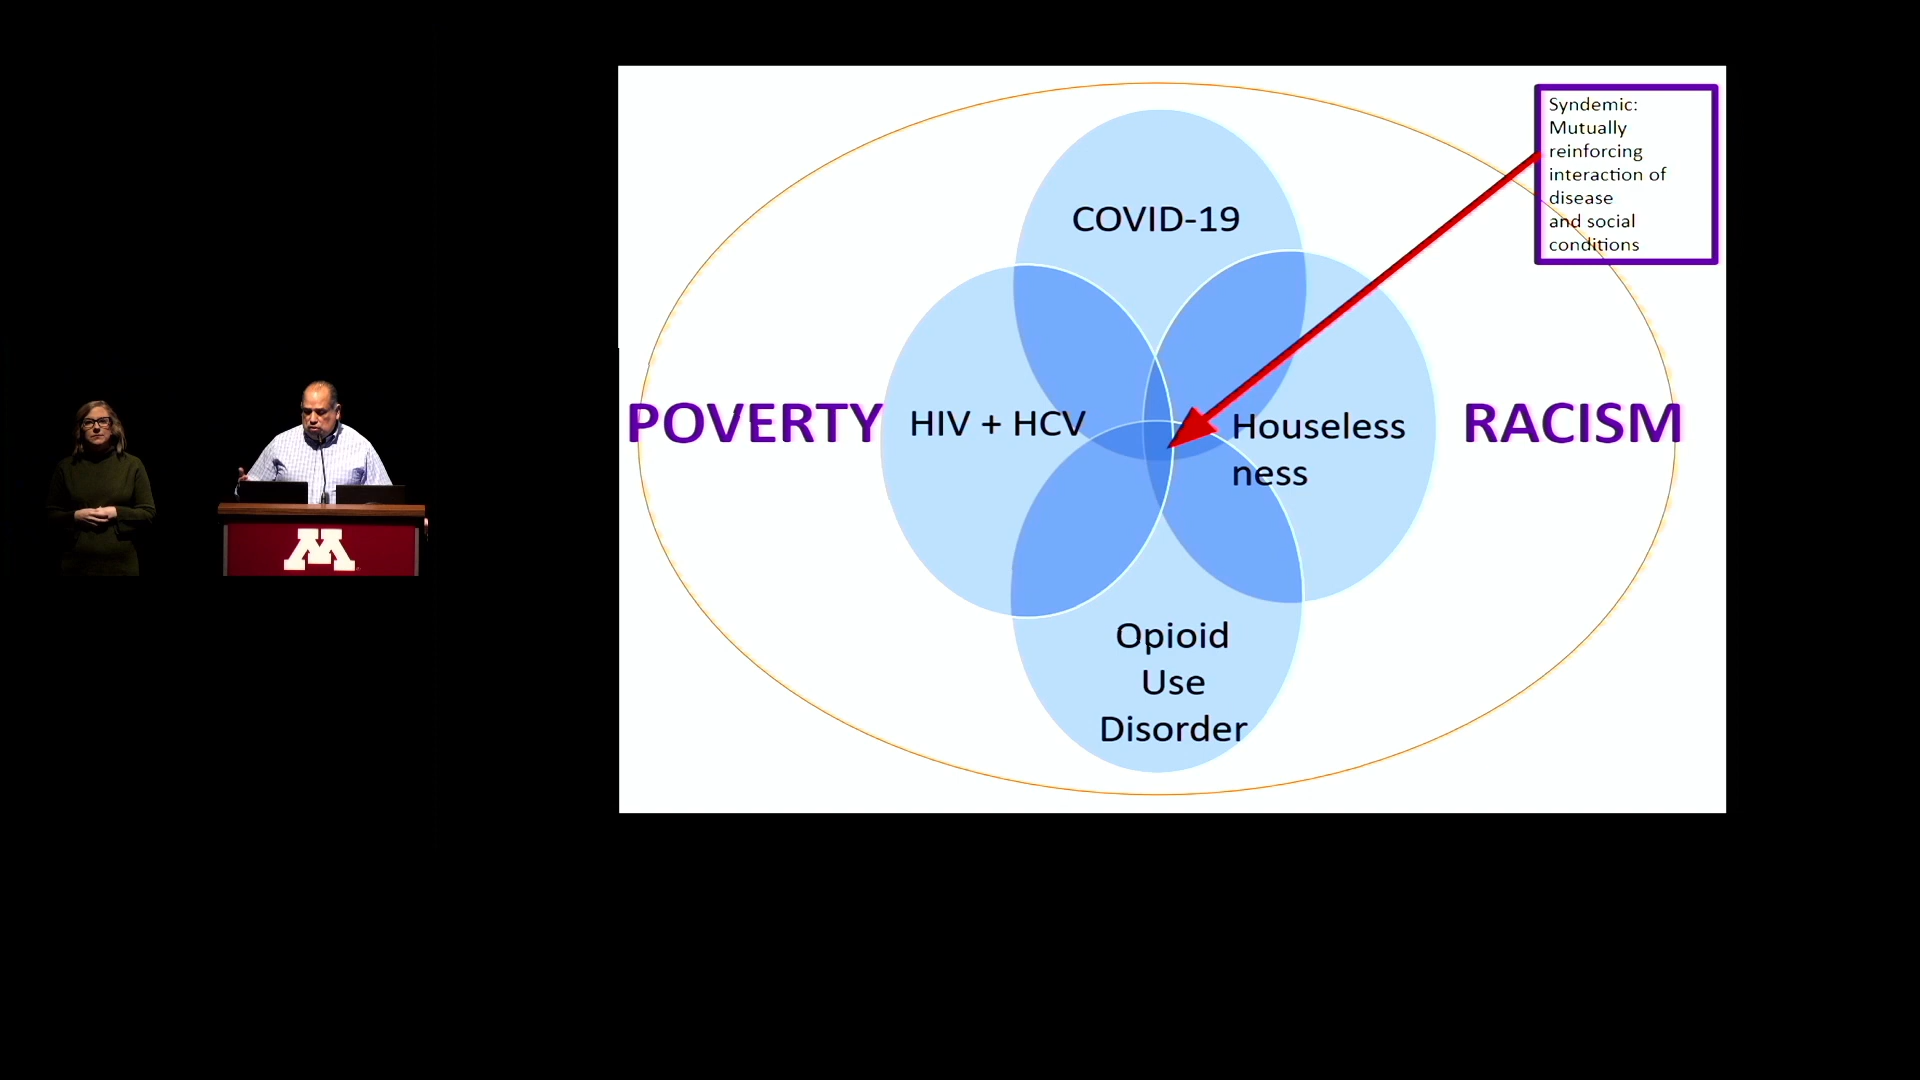 Syndemic:
Mutually
reinforcing
interaction of
disease
and social
conditions
COVID-19
POVERTY
HIV + HCV
Houseless
ness
RACISM
Opioid
Use
Disorder
M